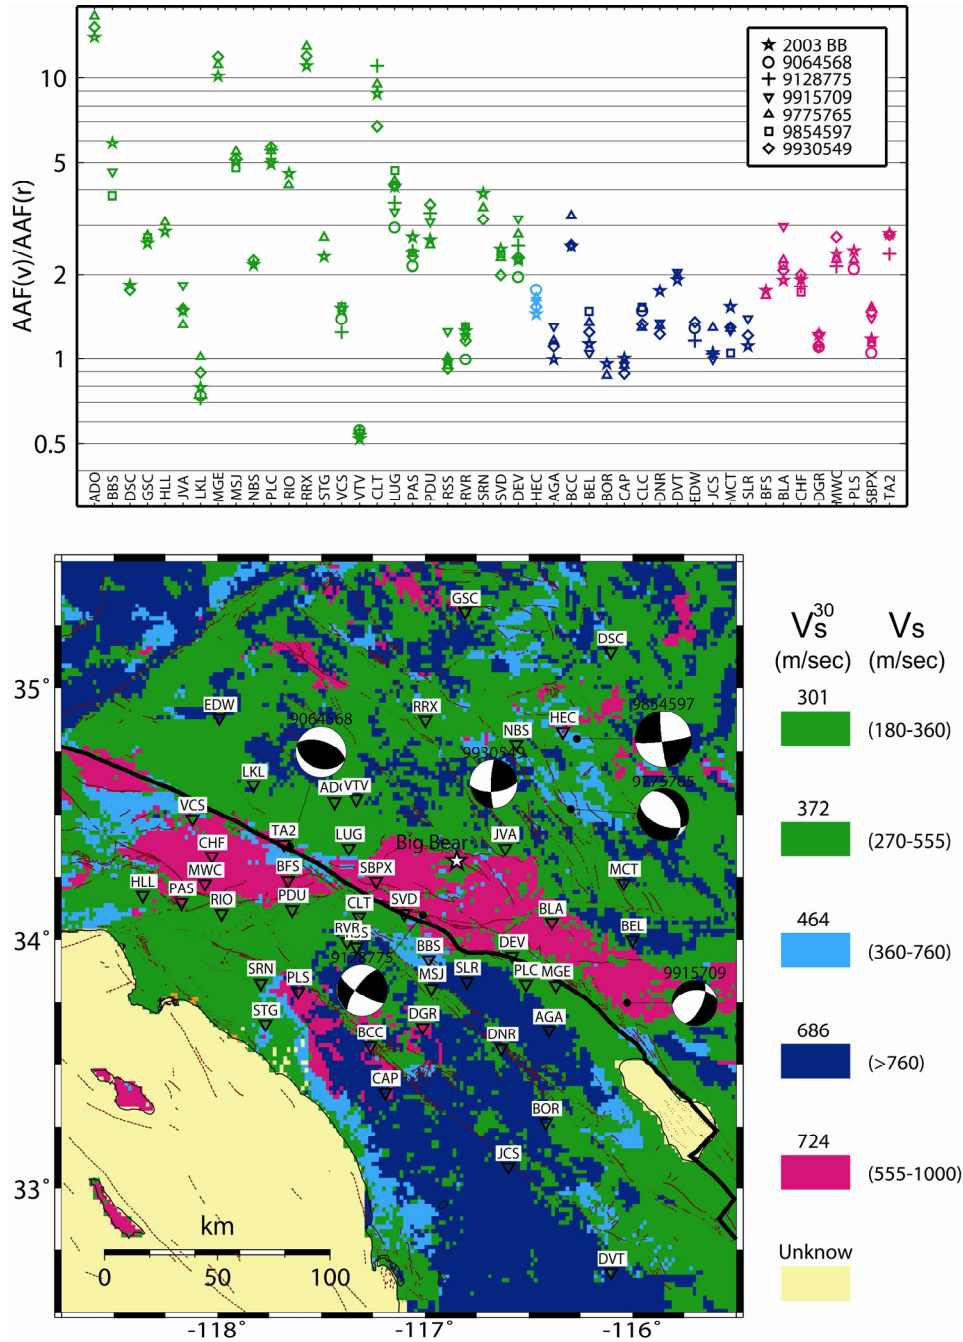 AAF(v)/AAF(r)
10
5
2
1
0.5
2003 BB
9064568
9128775
9915709
9775765
9854597
9930549
ADO BBS DSC GSC HLL JVA LKL MGE MSJ NBS PLC RIO RRX STG VCS VTV CLT LUG PAS PDU RSS RVR SRN SVD DEV HEC AGA BCC BEL BOR CAP CLC DNR DVT EDW JCS MCT SLR BFS BLA CHF DGR MWC PLS SBPX TA2
GSC
DSC
35
EDW
RRX
9064568
9854597
HEC
NBS
9930549
9775765
LKL
ADO
VTV
VCS
TA2
LUG
JVA
Big Bear
CHF
MWC
BFS
SBPX
MCT
HLL
PAS
RIO
PDU
CLT
SVD
BLA
34
RVR
BEL
9128775
BBS
DEV
SRN
PLS
MSJ
SLR
PLC
MGE
9915709
STG
DGR
AGA
BCC
DNR
CAP
BOR
33
JCS
km
0 50 100
DVT
-118 -117 -116
Vs30 Vs
(m/sec) (m/sec)
301
(180-360)
372
(270-555)
464
(360-760)
686
(>760)
724
(555-1000)
Unknow